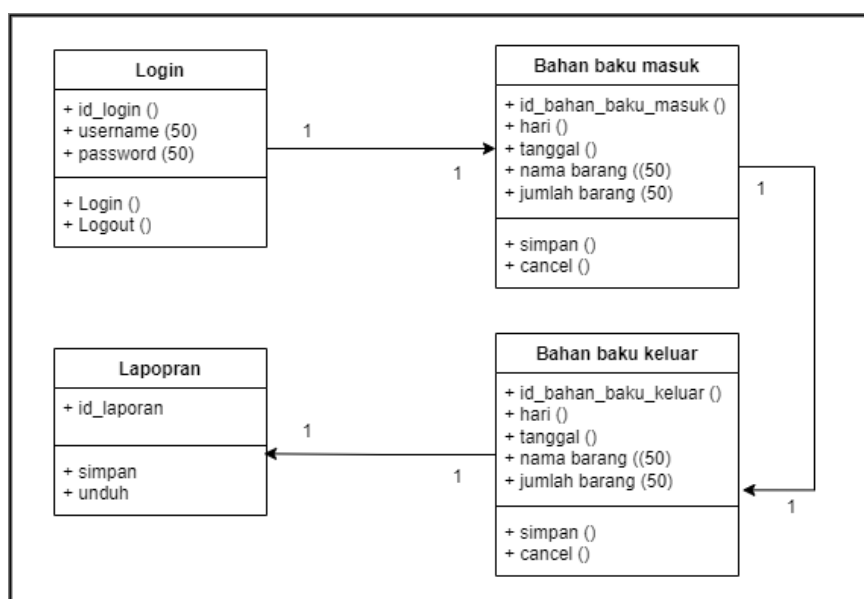 Login
+ id_login ()
+ username (50)
+ password (50)
+ Login ()
+ Logout ()
1
1
Bahan baku masuk
+ id_bahan_baku_masuk ()
+ hari ()
+ tanggal ()
+ nama barang ((50)
+ jumlah barang (50)
+ simpan ()
+ cancel ()
1
Lapopran
+ id_laporan
+ simpan
+ unduh
1
1
Bahan baku keluar
+ id_bahan_baku_keluar ()
+ hari ()
+ tanggal ()
+ nama barang ((50)
+ jumlah barang (50)
+ simpan ()
+ cancel ()
1